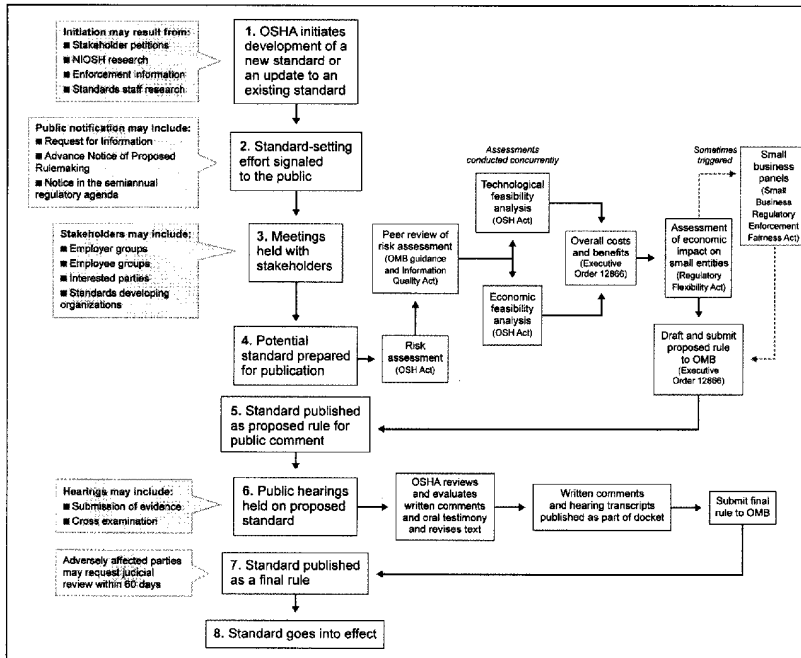 Initiation may result from:
■ Stakeholder petitions
■ NIOSH research
■ Enforcement information
■ Standards staff research
1. OSHA initiates
development of a
new standard or
an update to an
existing standard
Public notification may include:
■ Request for Information
■ Advance Notice of Proposed
Rulemaking
■ Notice in the semiannual
regulatory agenda
2. Standard-setting
effort signaled
to the public
Stakeholders may include:
■ Employer groups
■ Employee groups
■ Interested parties
■ Standards developing
organizations
3. Meetings
held with
stakeholders
4. Potential
standard prepared
for publication
Risk
assessment
(OSH Act)
Peer review of
risk assessment
(OMB guidance
and Information
Quality Act)
Assessments
conducted concurrently
Technological
feasibility
analysis
(OSH Act)
Economic
feasibility
analysis
(OSH Act)
Overall costs
and benefits
(Executive
Order 12866)
Sometimes
triggered
Assessment
of economic
impact on
small entities
(Regulatory
Flexibility Act)
Small
business
panels
(Small
Business
Regulatory
Enforcement
Fairness Act)
Draft and submit
proposed rule
to OMB
(Executive
Order 12866)
5. Standard published
as proposed rule for
public comment
Hearings may include:
■ Submission of evidence
■ Cross examination
6. Public hearings
held on proposed
standard
OSHA reviews
and evaluates
written comments
and oral testimony
and revises text
Written comments
and hearing transcripts
published as part of docket
Submit final
rule to OMB
Adversely affected parties
may request judicial
review within 60 days
7. Standard published
as a final rule
8. Standard goes into effect